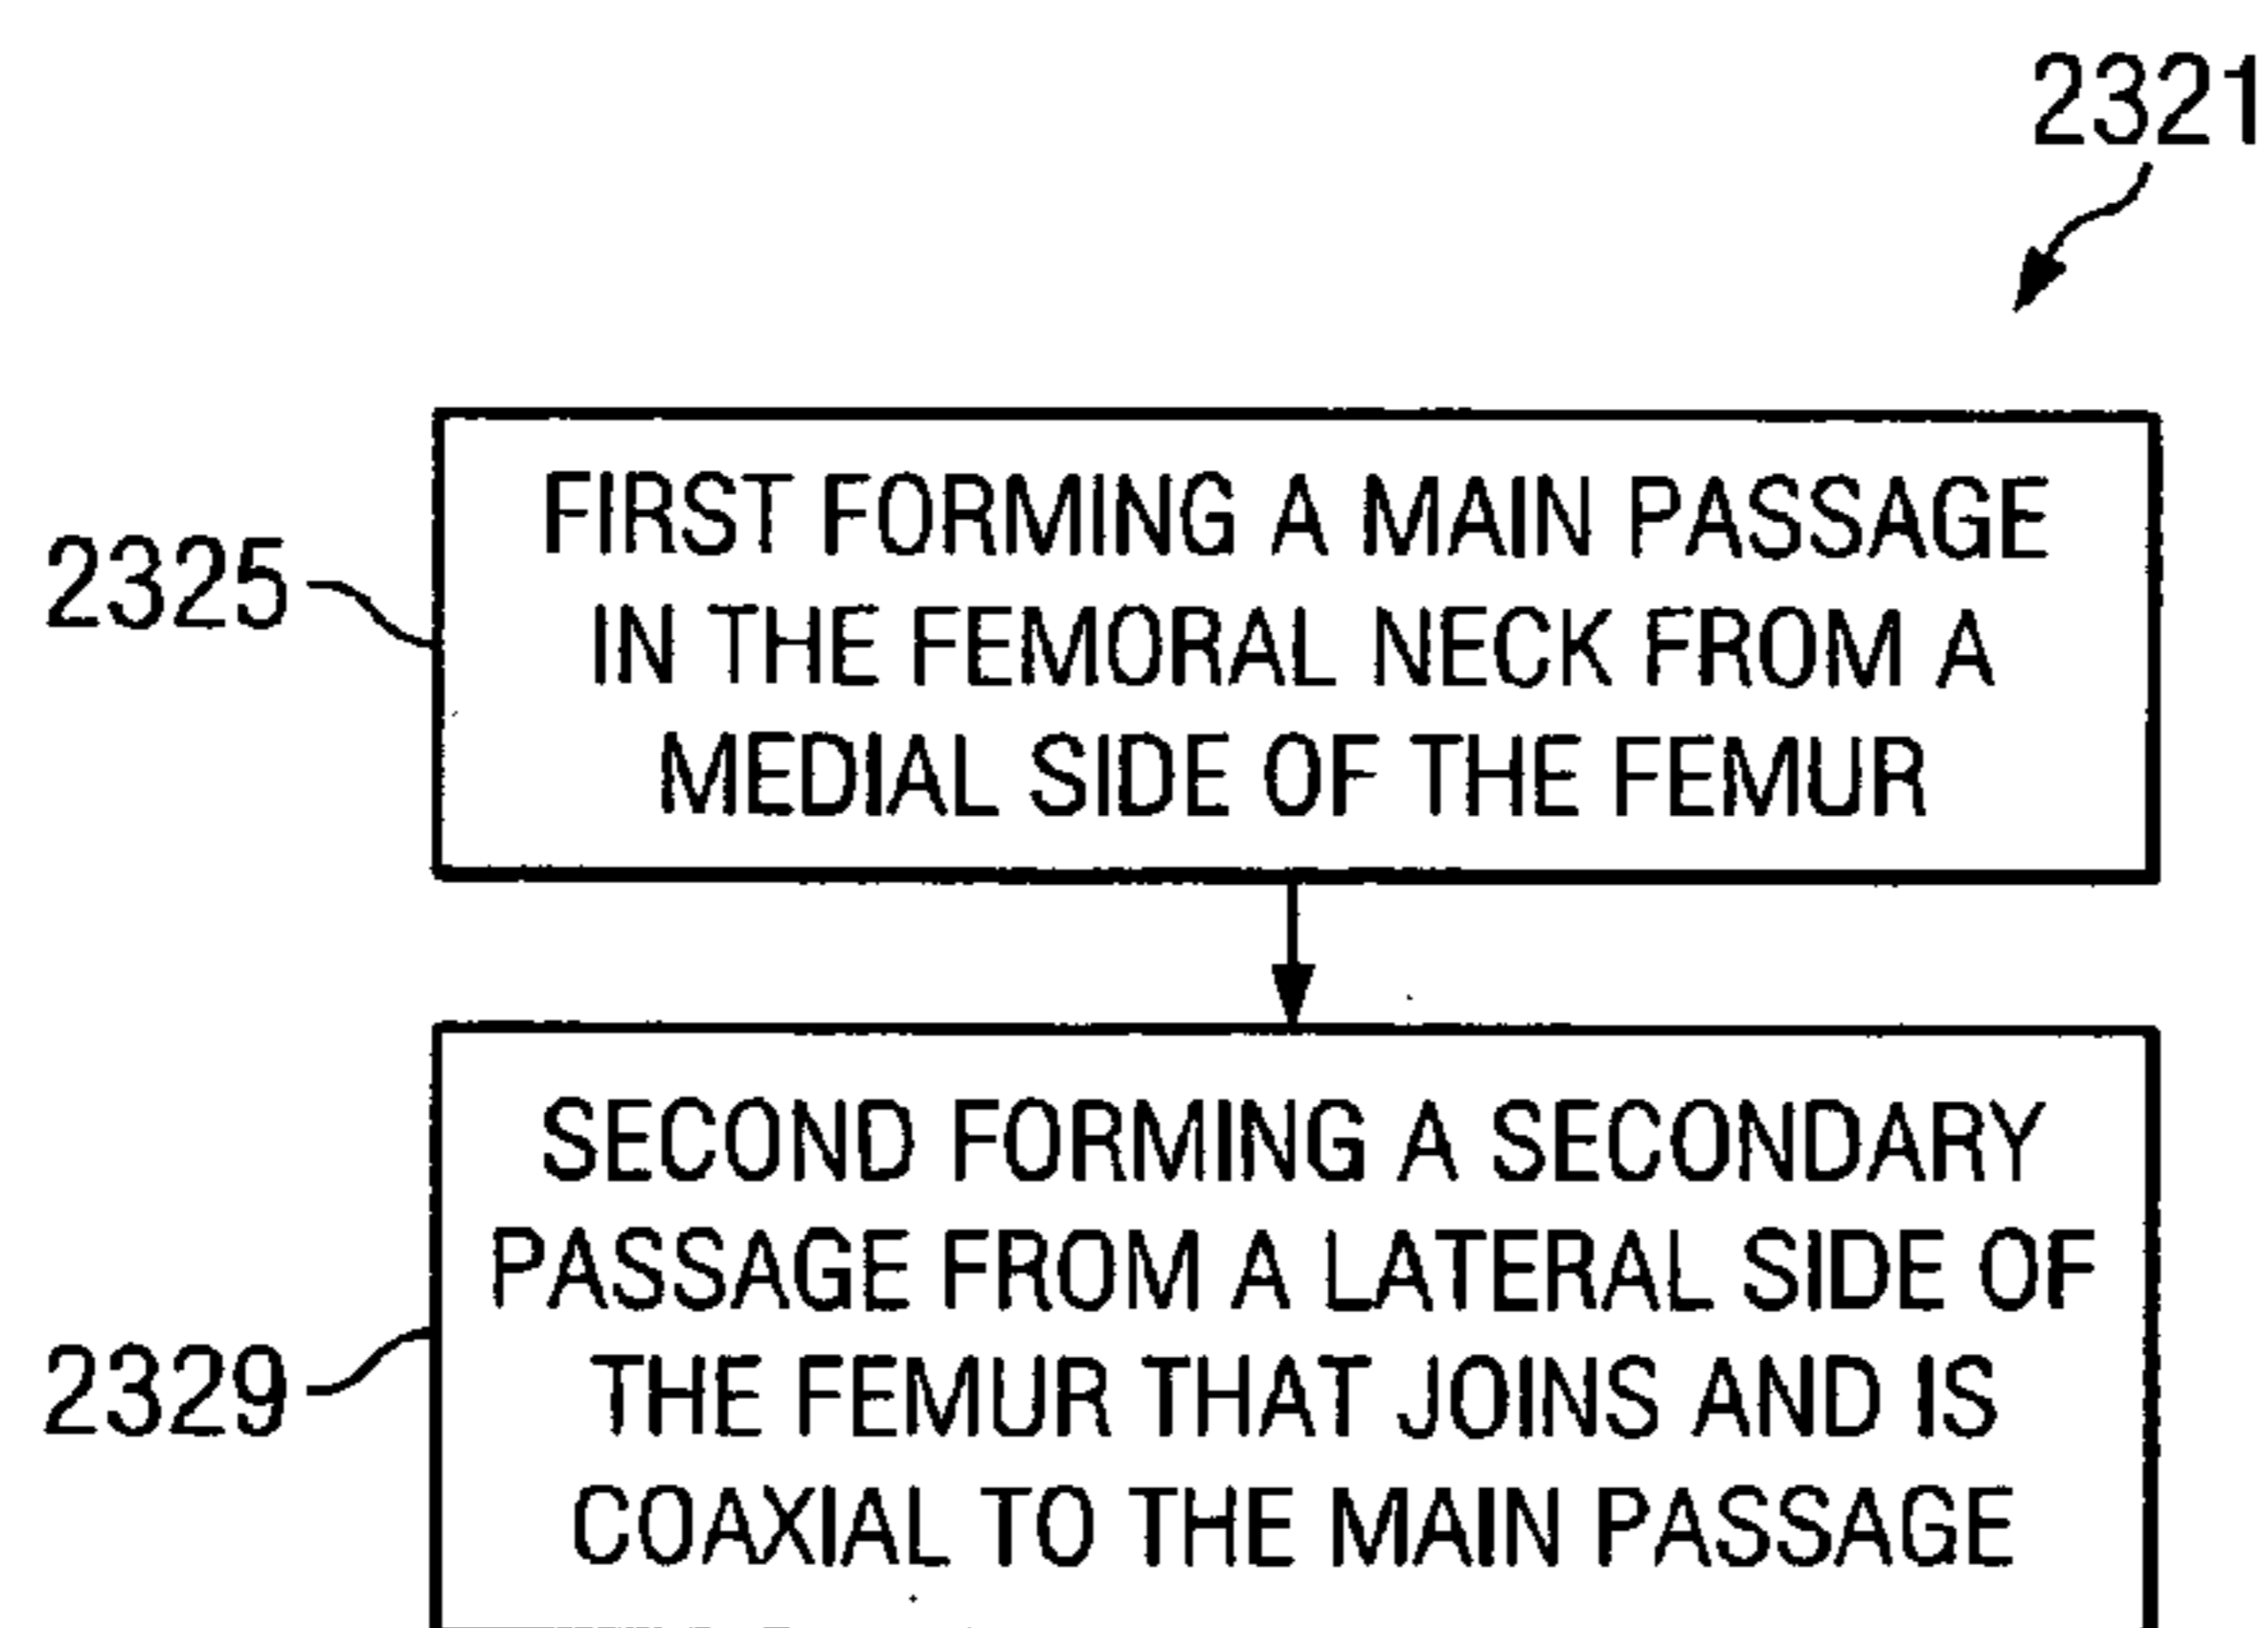 2321
2325
FIRST FORMING A MAIN PASSAGE
IN THE FEMORAL NECK FROM A
MEDIAL SIDE OF THE FEMUR
2329
SECOND FORMING A SECONDARY
PASSAGE FROM A LATERAL SIDE OF
THE FEMUR THAT JOINS AND IS
COAXIAL TO THE MAIN PASSAGE